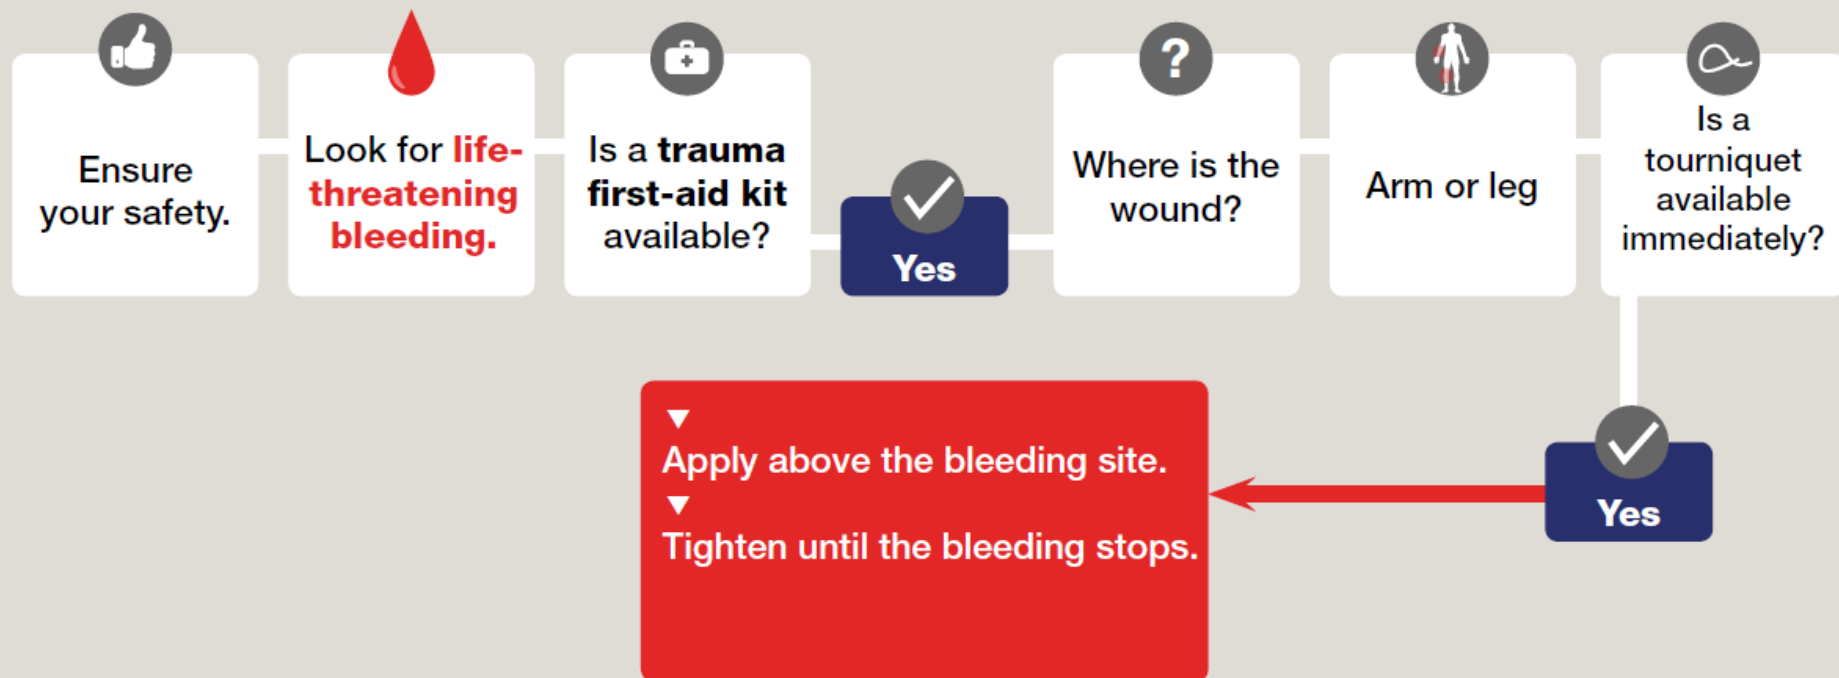 Ensure
your safety.
Look for life-
threatening
bleeding.
Is a trauma
first-aid kit
available?
Yes
?
Where is the
wound?
Arm or leg
Is a
tourniquet
available
immediately?
Yes
Apply above the bleeding site.
Tighten until the bleeding stops.